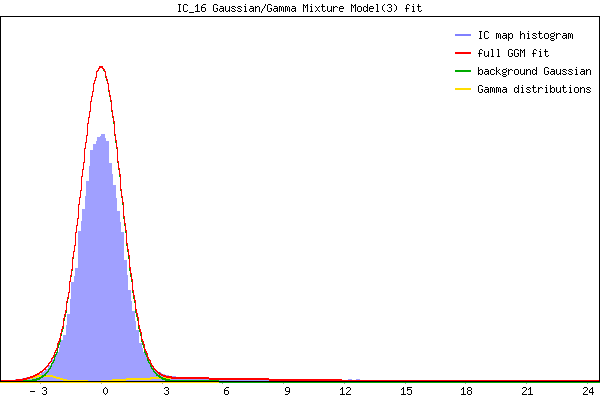 IC_16 Gaussian/Gamma Mixture Model(3) fit
IC map histogram
full GGM fit
background Gaussian
Gamma distributions
-3 0 3 6 9 12 15 18 21 24